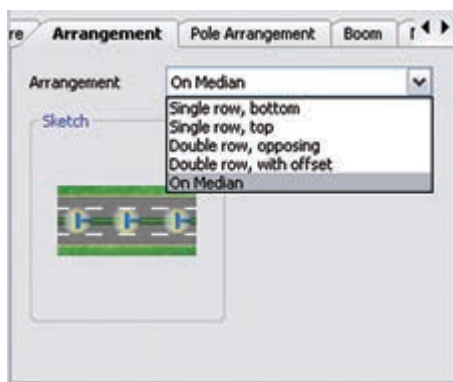 re Arrangement Pole Arrangement Boom
Arrangement On Median
Sketch
Single row, bottom
Single row, top
Double row, opposing
Double row, with offset
On Median